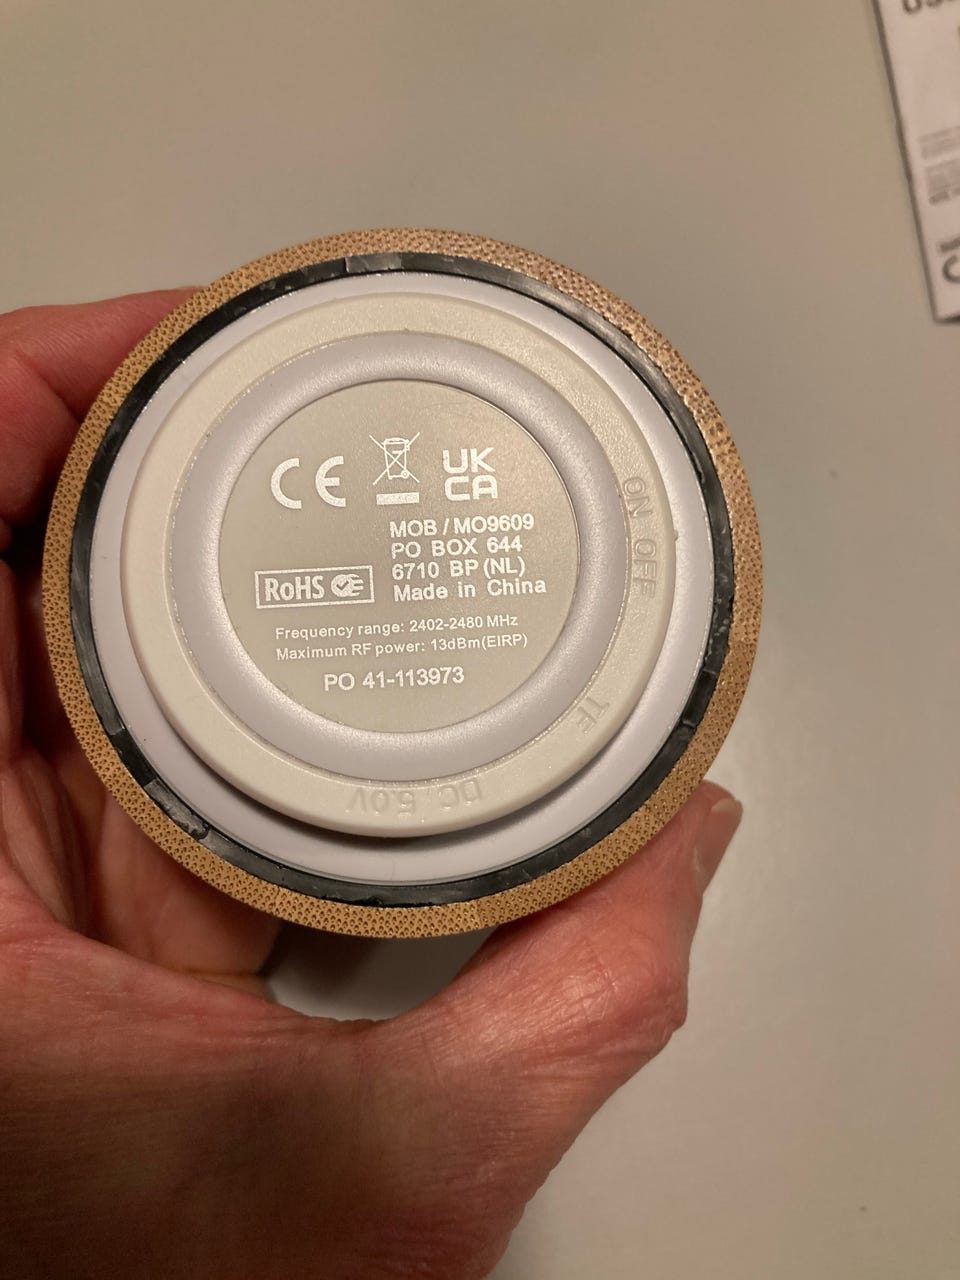 CE
UK
CA
MOB / MO9609
PO BOX 644
6710 BP (NL)
Made in China
RoHS
Frequency range: 2402-2480 MHz
Maximum RF power: 13dBm(EIRP)
PO 41-113973
ON OFF
TF
DC 5.0V